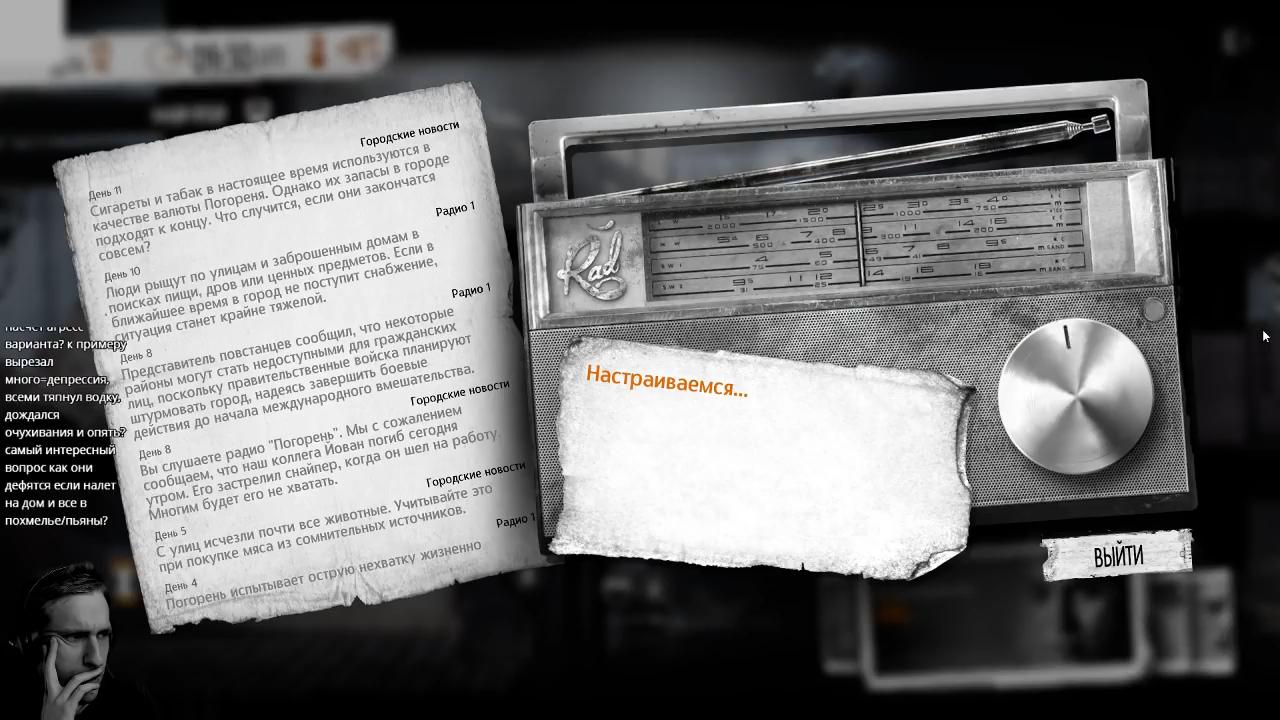 Городские новости
День 11
Сигареты и табак в настоящее время используются в
качестве валюты Погореня. Однако их запасы в городе
подходят к концу. Что случится, если они закончатся
совсем?
Радио 1
День 10
Люди рыщут по улицам и заброшенным домам в
поисках пищи, дров или ценных предметов. Если в
ближайшее время в город не поступит снабжение,
ситуация станет крайне тяжелой.
Радио 1
День 8
Представитель повстанцев сообщил, что некоторые
районы могут стать недоступными для гражданских
лиц, поскольку правительственные войска планируют
штурмовать город, надеясь завершить боевые
действия до начала международного вмешательства.
Городские новости
День 8
Вы слушаете радио "Погорень". Мы с сожалением
сообщаем, что наш коллега Йован погиб сегодня
утром. Его застрелил снайпер, когда он шел на работу.
Многим будет его не хватать.
Городские новости
День 5
С улиц исчезли почти все животные. Учитывайте это
при покупке мяса из сомнительных источников.
Радио 1
День 4
Погорень испытывает острую нехватку жизненно
варианта? к примеру
вырезал
много=депрессия.
всеми тяпнул водку,
дождался
очухивания и опять?
самый интересный
вопрос как они
дефятся если налет
на дом и все в
похмелье/пьяны?
Rad
Настраиваемся...
ВЫЙТИ